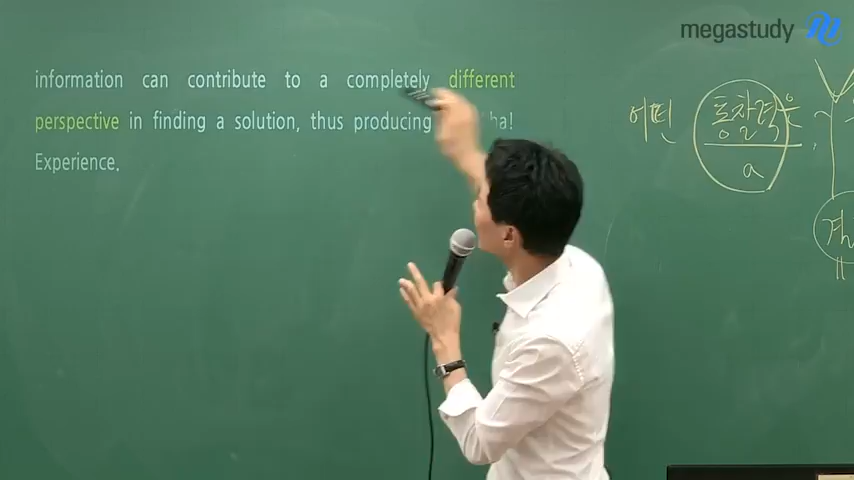 megastudy
information can contribute to a completely different
perspective in finding a solution, thus producing ha!
Experience.
어떤 통찰력은
a